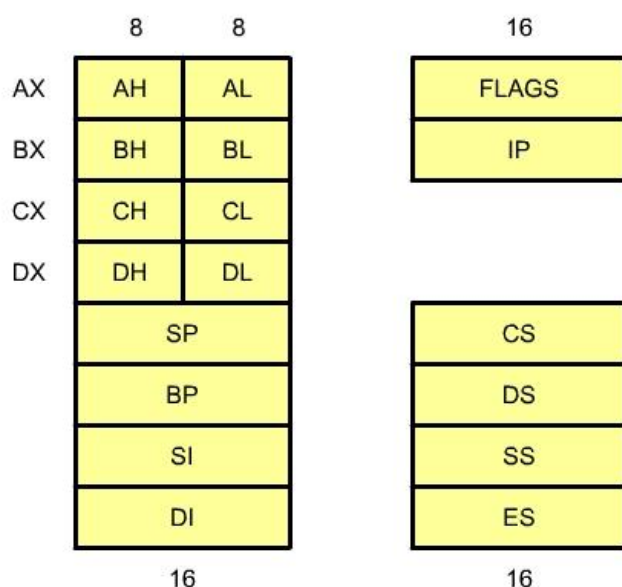 8 8 16
AX AH AL FLAGS
BX BH BL IP
CX CH CL
DX DH DL
SP CS
BP DS
SI SS
DI ES
16 16